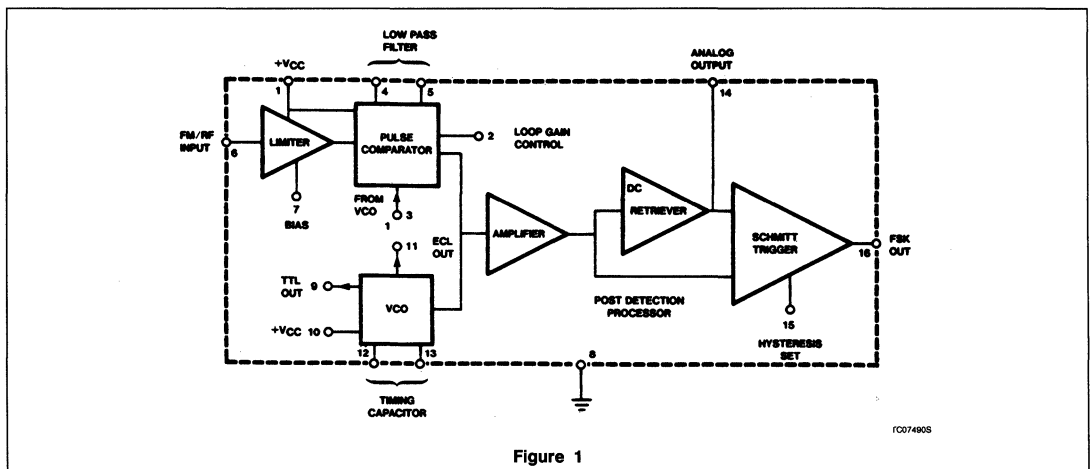 LOW PASS
FILTER
ANALOG
OUTPUT
+VCC
1
4
5
14
FM/RF
INPUT
6
LIMITER
PULSE
COMPARATOR
2
LOOP GAIN
CONTROL
7
BIAS
FROM
VCO
3
1
11
ECL
OUT
AMPLIFIER
DC
RETRIEVER
SCHMITT
TRIGGER
16
FSK
OUT
TTL
OUT
9
VCO
+VCC 10
12
13
POST DETECTION
PROCESSOR
15
HYSTERESIS
SET
8
TIMING
CAPACITOR
TC07490S
Figure 1